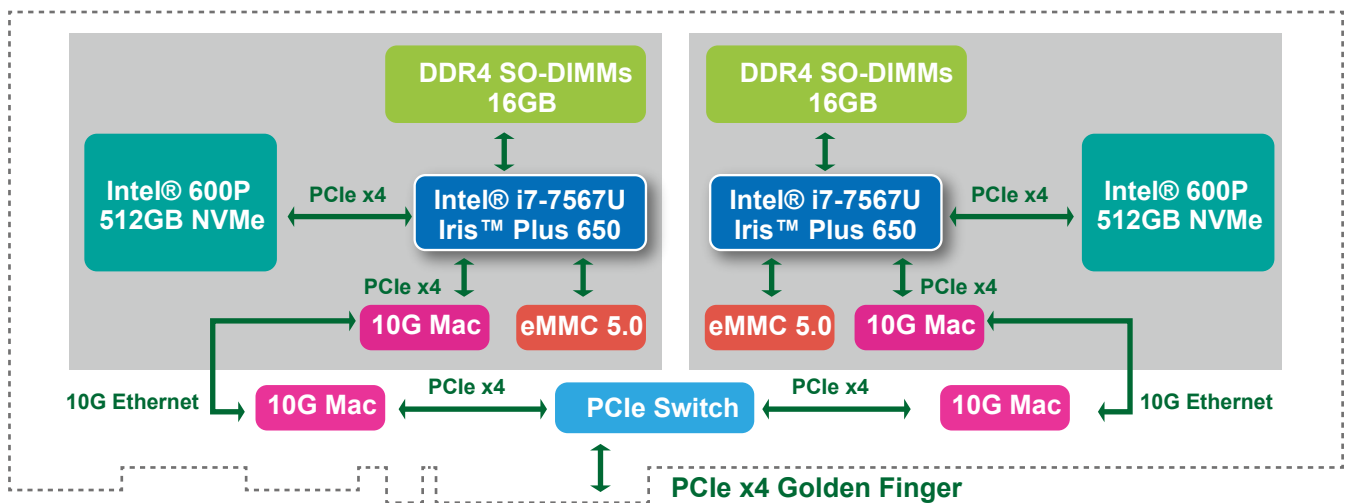 DDR4 SO-DIMMs
16GB
DDR4 SO-DIMMs
16GB
Intel® 600P
512GB NVMe
PCIe x4
Intel® i7-7567U
Iris™ Plus 650
Intel® i7-7567U
Iris™ Plus 650
PCIe x4
Intel® 600P
512GB NVMe
PCIe x4
PCIe x4
10G Mac
eMMC 5.0
eMMC 5.0
10G Mac
10G Ethernet
10G Mac
PCIe x4
PCIe Switch
PCIe x4
10G Mac
10G Ethernet
PCIe x4 Golden Finger